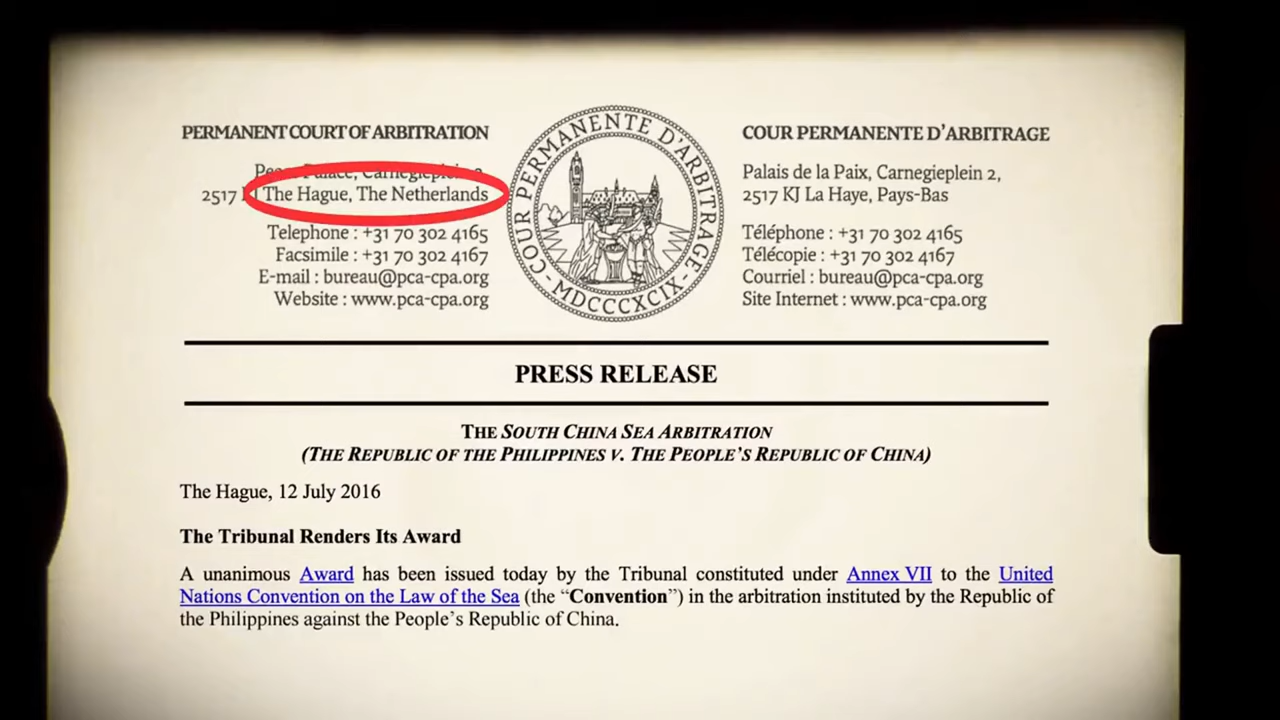 PERMANENT COURT OF ARBITRATION
Peace Palace, Carnegieplein 2
2517 The Hague, The Netherlands
Telephone : +31 70 302 4165
Facsimile : +31 70 302 4167
E-mail : bureau@pca-cpa.org
Website : www.pca-cpa.org
COUR PERMANENTE D'ARBITRAGE
MDCCCXCIX
COUR PERMANENTE D'ARBITRAGE
Palais de la Paix, Carnegieplein 2,
2517 KJ La Haye, Pays-Bas
Téléphone : +31 70 302 4165
Télécopie : +31 70 302 4167
Courriel : bureau@pca-cpa.org
Site Internet : www.pca-cpa.org
PRESS RELEASE
THE SOUTH CHINA SEA ARBITRATION
(THE REPUBLIC OF THE PHILIPPINES V. THE PEOPLE'S REPUBLIC OF CHINA)
The Hague, 12 July 2016
The Tribunal Renders Its Award
A unanimous Award has been issued today by the Tribunal constituted under Annex VII to the United
Nations Convention on the Law of the Sea (the “Convention”) in the arbitration instituted by the Republic of
the Philippines against the People's Republic of China.